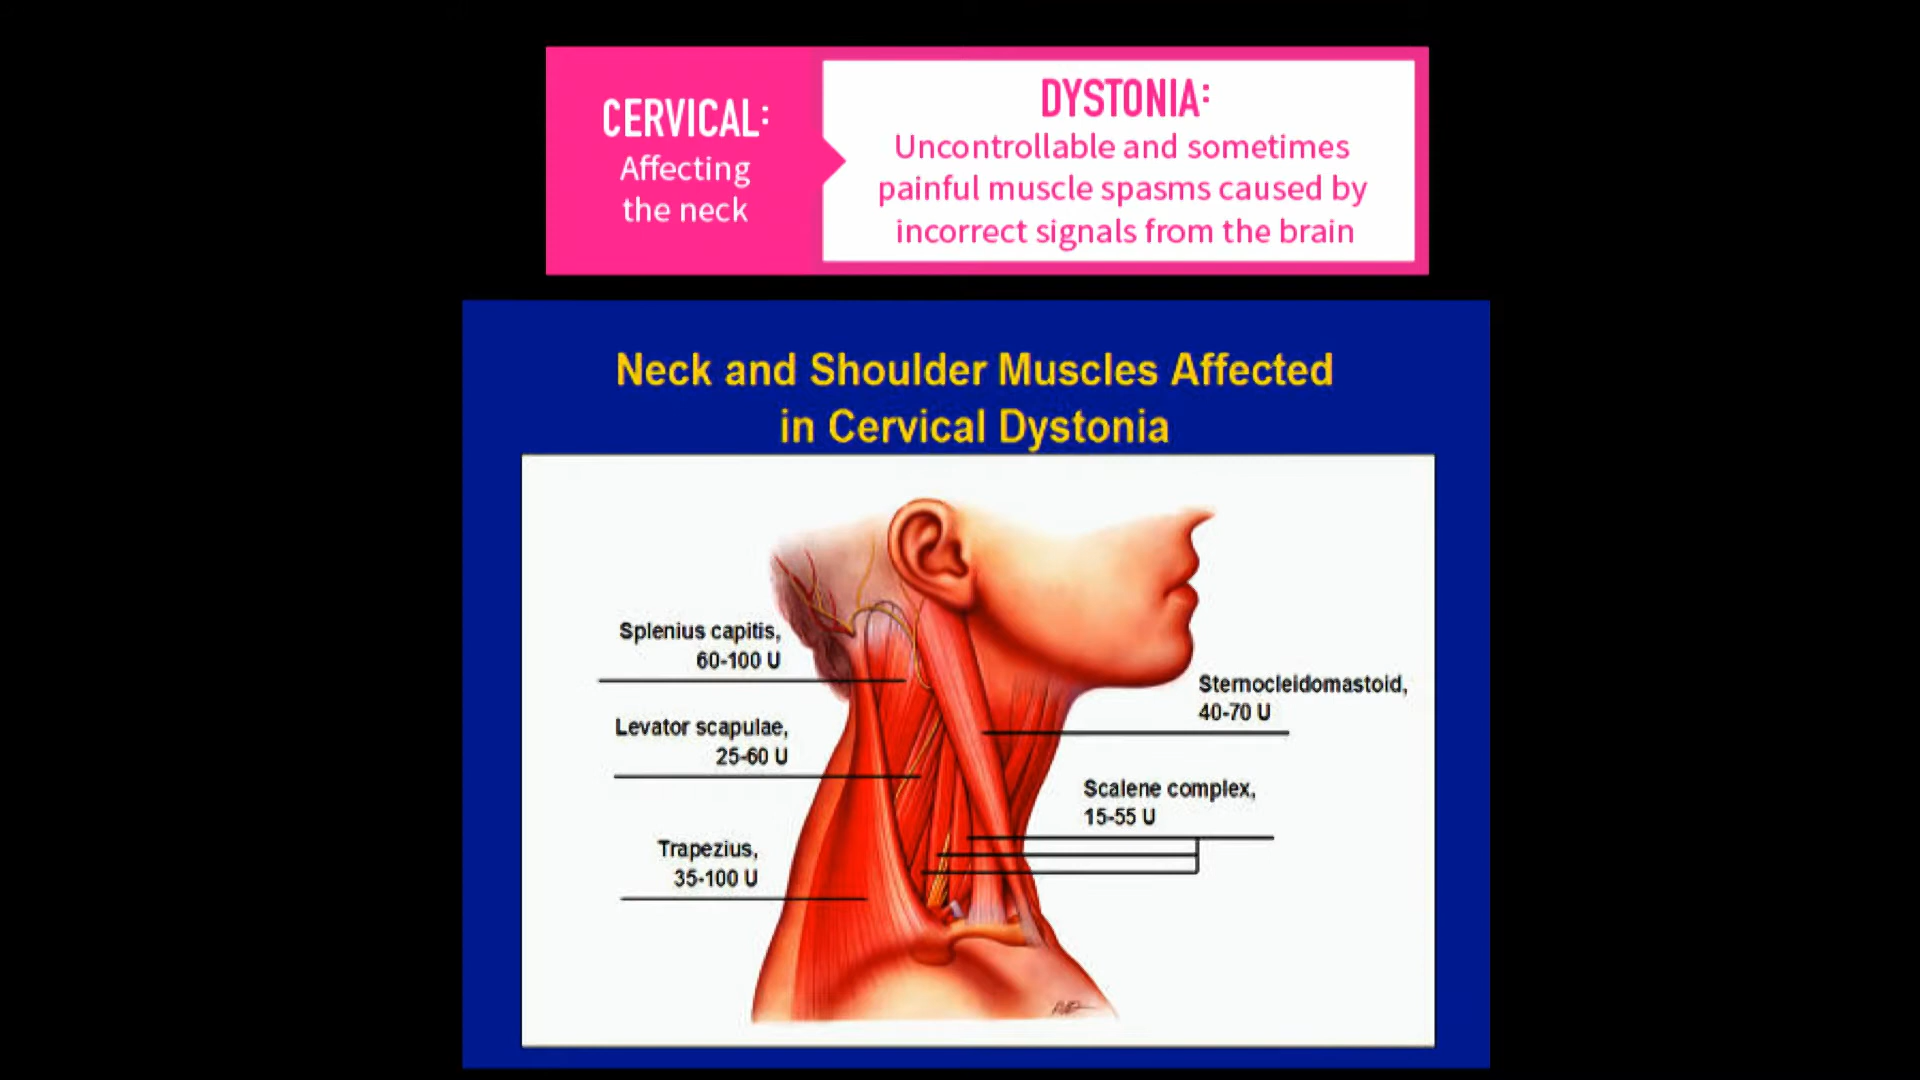 CERVICAL:
Affecting
the neck
DYSTONIA:
Uncontrollable and sometimes
painful muscle spasms caused by
incorrect signals from the brain
Neck and Shoulder Muscles Affected
in Cervical Dystonia
Splenius capitis,
60-100 U
Levator scapulae,
25-60 U
Trapezius,
35-100 U
Sternocleidomastoid,
40-70 U
Scalene complex,
15-55 U